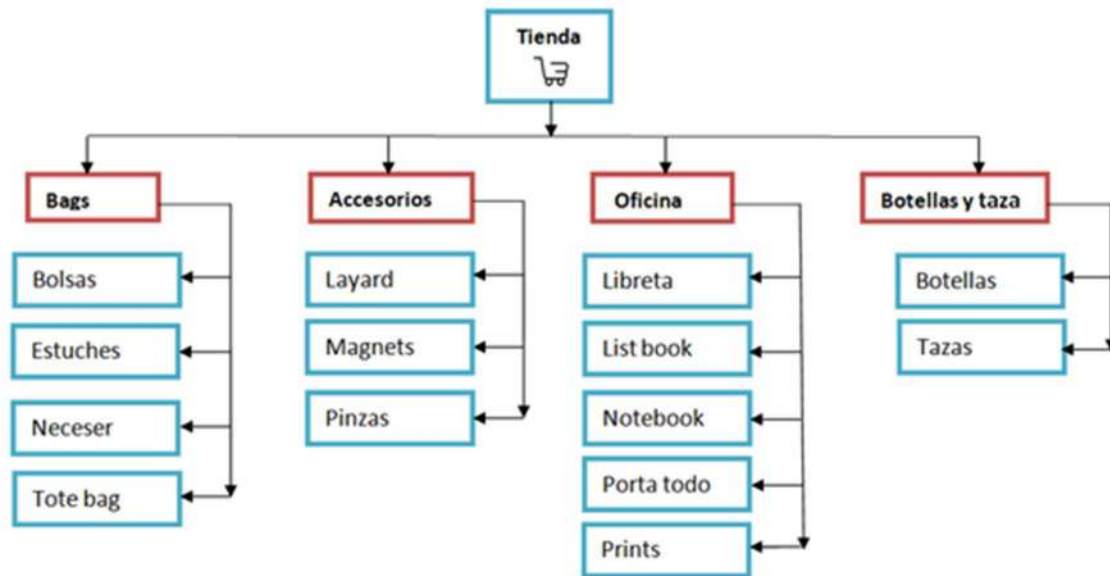 Tienda
Bags
Accesorios
Oficina
Botellas y taza
Bolsas
Estuches
Neceser
Tote bag
Layard
Magnets
Pinzas
Libreta
List book
Notebook
Porta todo
Prints
Botellas
Tazas